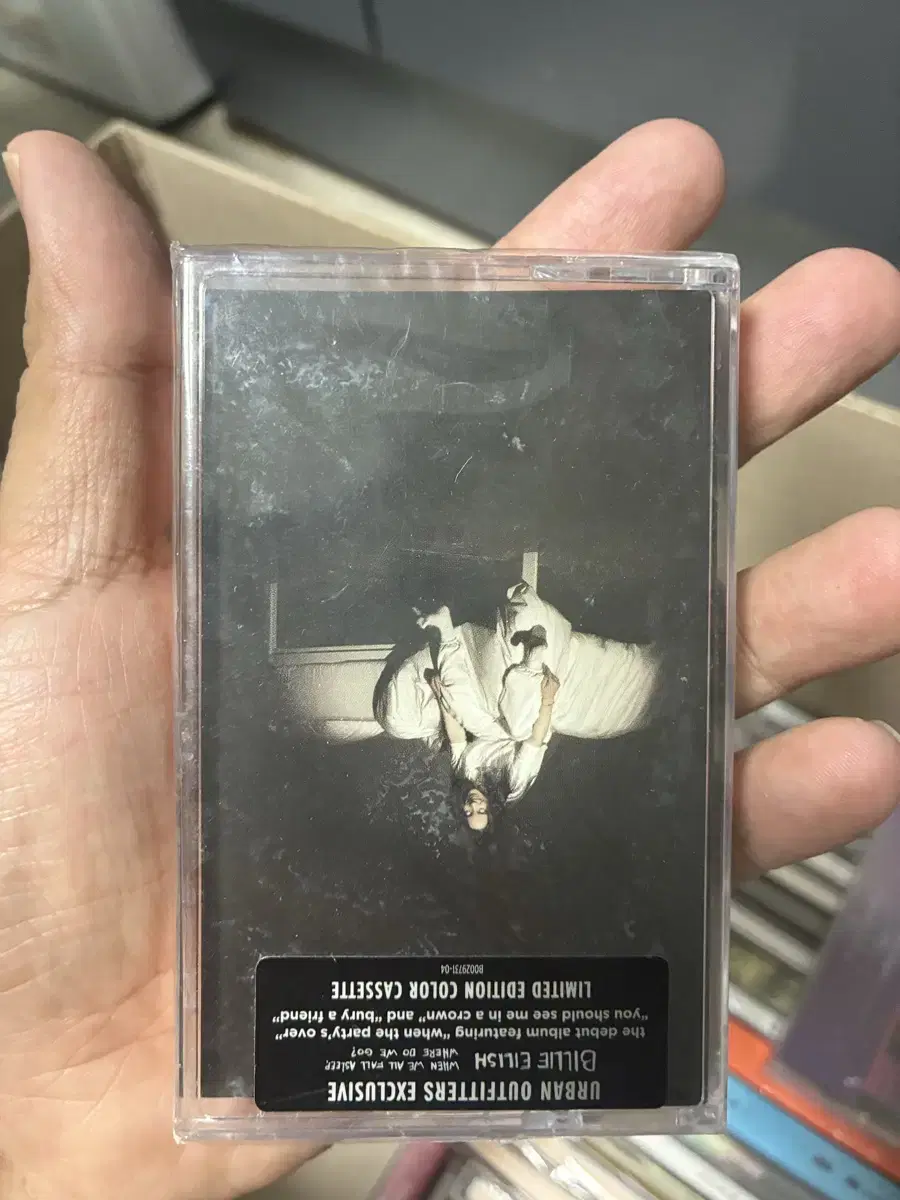 URBAN OUTFITTERS EXCLUSIVE
BILLIE EILISH
WHEN WE ALL FALL ASLEEP,
WHERE DO WE GO?
the debut album featuring "when the party's over"
"you should see me in a crown" and "bury a friend"
LIMITED EDITION COLOR CASSETTE
B0029731-04